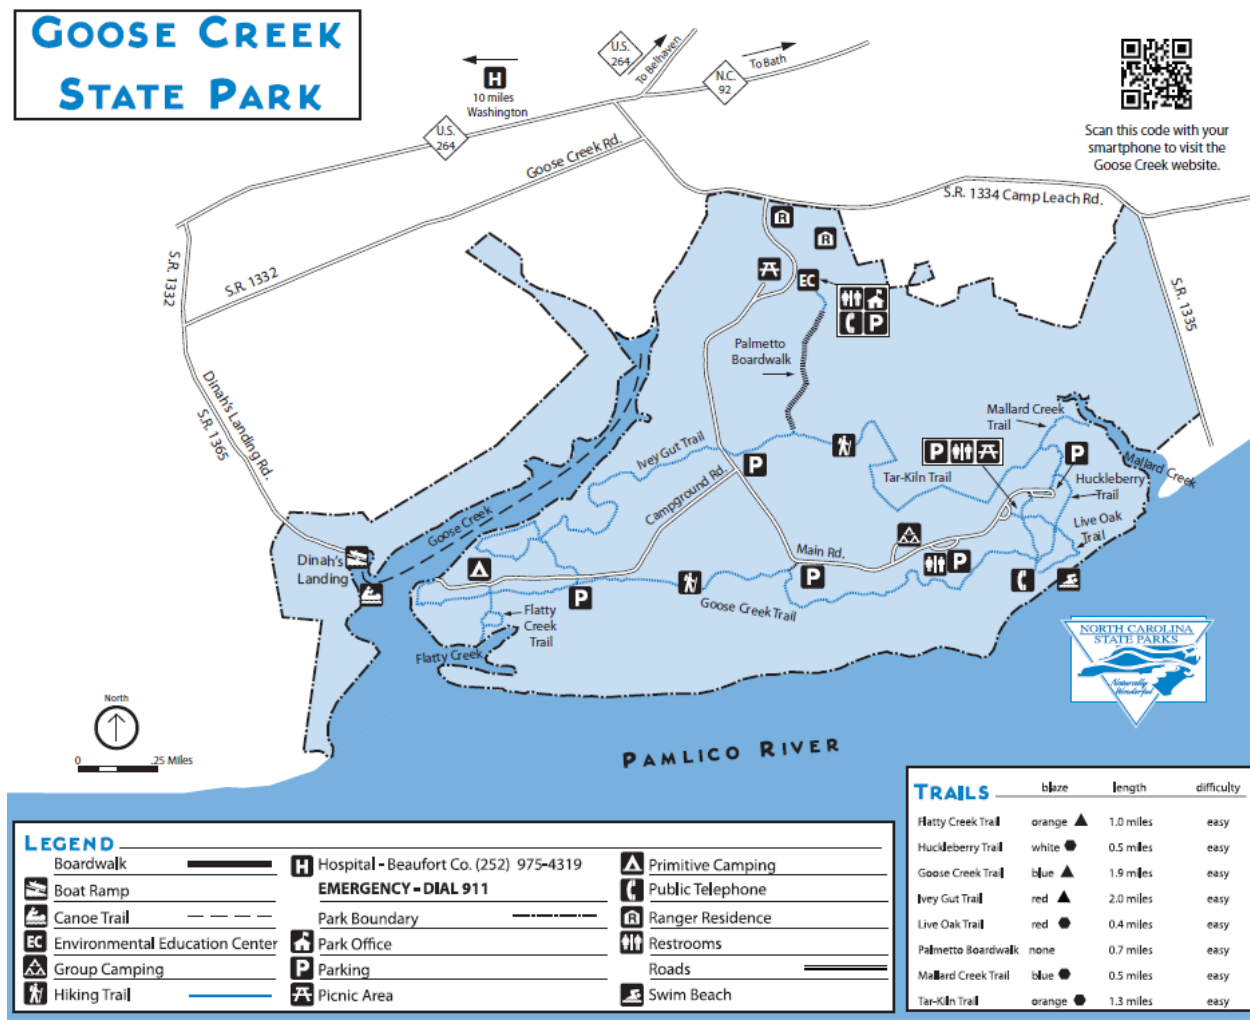 GOOSE CREEK
STATE PARK
H
10 miles
Washington
U.S.
264
To Belhaven
N.C.
92
To Bath
U.S.
264
Goose Creek Rd.
Scan this code with your
smartphone to visit the
Goose Creek website.
S.R. 1334 Camp Leach Rd.
S.R. 1332
S.R. 1332
S.R. 1335
R
R
EC
P
Palmetto
Boardwalk
Dinah's Landing Rd.
S.R. 1365
Mallard Creek
Trail
P
P
Mallard Creek
Ivey Gut Trail
P
Tar-Kiln Trail
Huckleberry
Trail
Campground Rd.
Goose Creek
Live Oak
Trail
Main Rd.
Dinah's
Landing
P
P
P
Goose Creek Trail
Flatty
Creek
Trail
Flatty Creek
NORTH CAROLINA
STATE PARKS
Naturally
Wonderful
North
0 .25 Miles
PAMLICO RIVER
TRAILS blaze length difficulty
Flatty Creek Trail orange 1.0 miles easy
Huckleberry Trail white 0.5 miles easy
Goose Creek Trail blue 1.9 miles easy
Ivey Gut Trail red 2.0 miles easy
Live Oak Trail red 0.4 miles easy
Palmetto Boardwalk none 0.7 miles easy
Mallard Creek Trail blue 0.5 miles easy
Tar-Kiln Trail orange 1.3 miles easy
LEGEND
Boardwalk
Boat Ramp
Canoe Trail
EC Environmental Education Center
Group Camping
Hiking Trail
H Hospital - Beaufort Co. (252) 975-4319
EMERGENCY - DIAL 911
Park Boundary
Park Office
P Parking
Picnic Area
Primitive Camping
Public Telephone
R Ranger Residence
Restrooms
Roads
Swim Beach